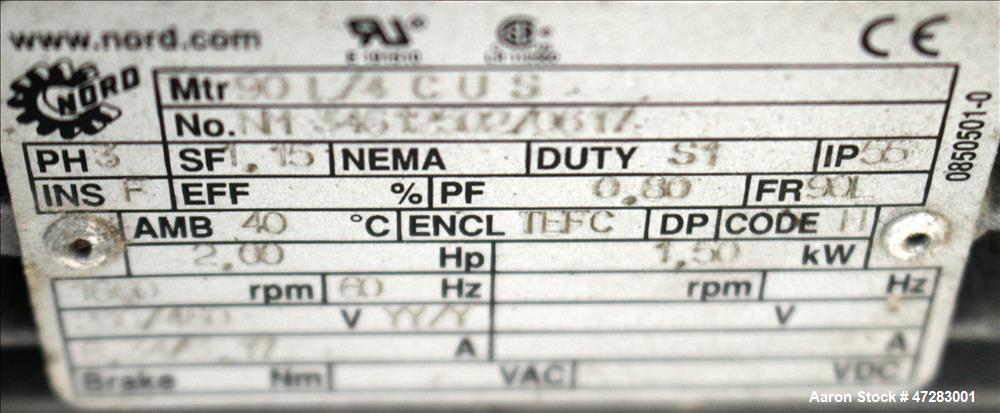 www.nord.com
NORD
CE
Mtr 90 L/4 C U S
No.
PH 3 SF 1,15 NEMA DUTY S1 IP 55
INS F EFF % PF 0,80 FR 90L
AMB 40 °C ENCL TEFC DP CODE H
2,00 Hp 1,50 kW
rpm 60 Hz rpm Hz
V YY/Y V
A A
Brake Nm VAC VDC
0850501-0
Aaron Stock # 47283001